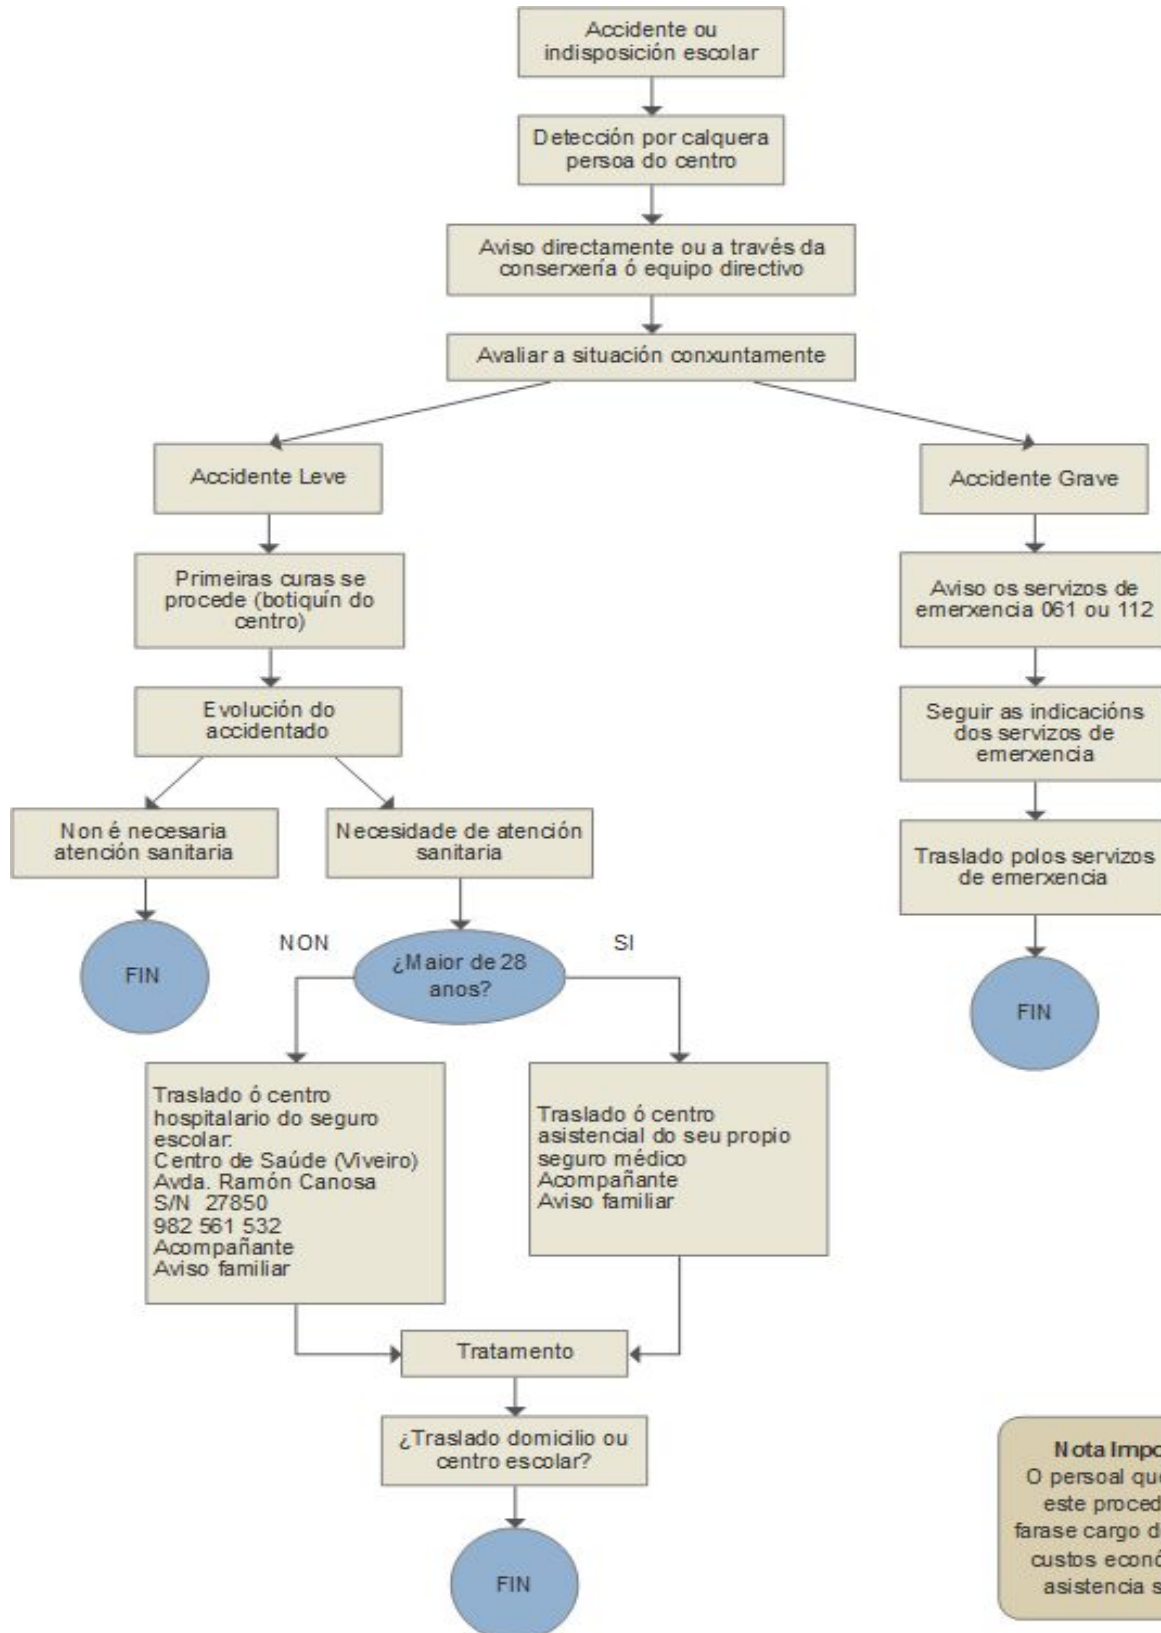 Accidente ou
indisposición escolar
Detección por calquera
persoa do centro
Aviso directamente ou a través da
conserxería ó equipo directivo
Avaliar a situación conxuntamente
Accidente Leve
Accidente Grave
Primeiras curas se
procede (botiquín do
centro)
Aviso os servizos de
emerxencia 061 ou 112
Evolución do
accidentado
Seguir as indicacións
dos servizos de
emerxencia
Non é necesaria
atención sanitaria
Necesidade de atención
sanitaria
Traslado polos servizos
de emerxencia
FIN
NON
¿Maior de 28
anos?
SI
FIN
Traslado ó centro
hospitalario do seguro
escolar:
Centro de Saúde (Viveiro)
Avda. Ramón Canosa
S/N 27850
982 561 532
Acompañante
Aviso familiar
Traslado ó centro
asistencial do seu propio
seguro médico
Acompañante
Aviso familiar
Tratamento
¿Traslado domicilio ou
centro escolar?
FIN
Nota
O persoal
este
farase cargo
custos
asistencia